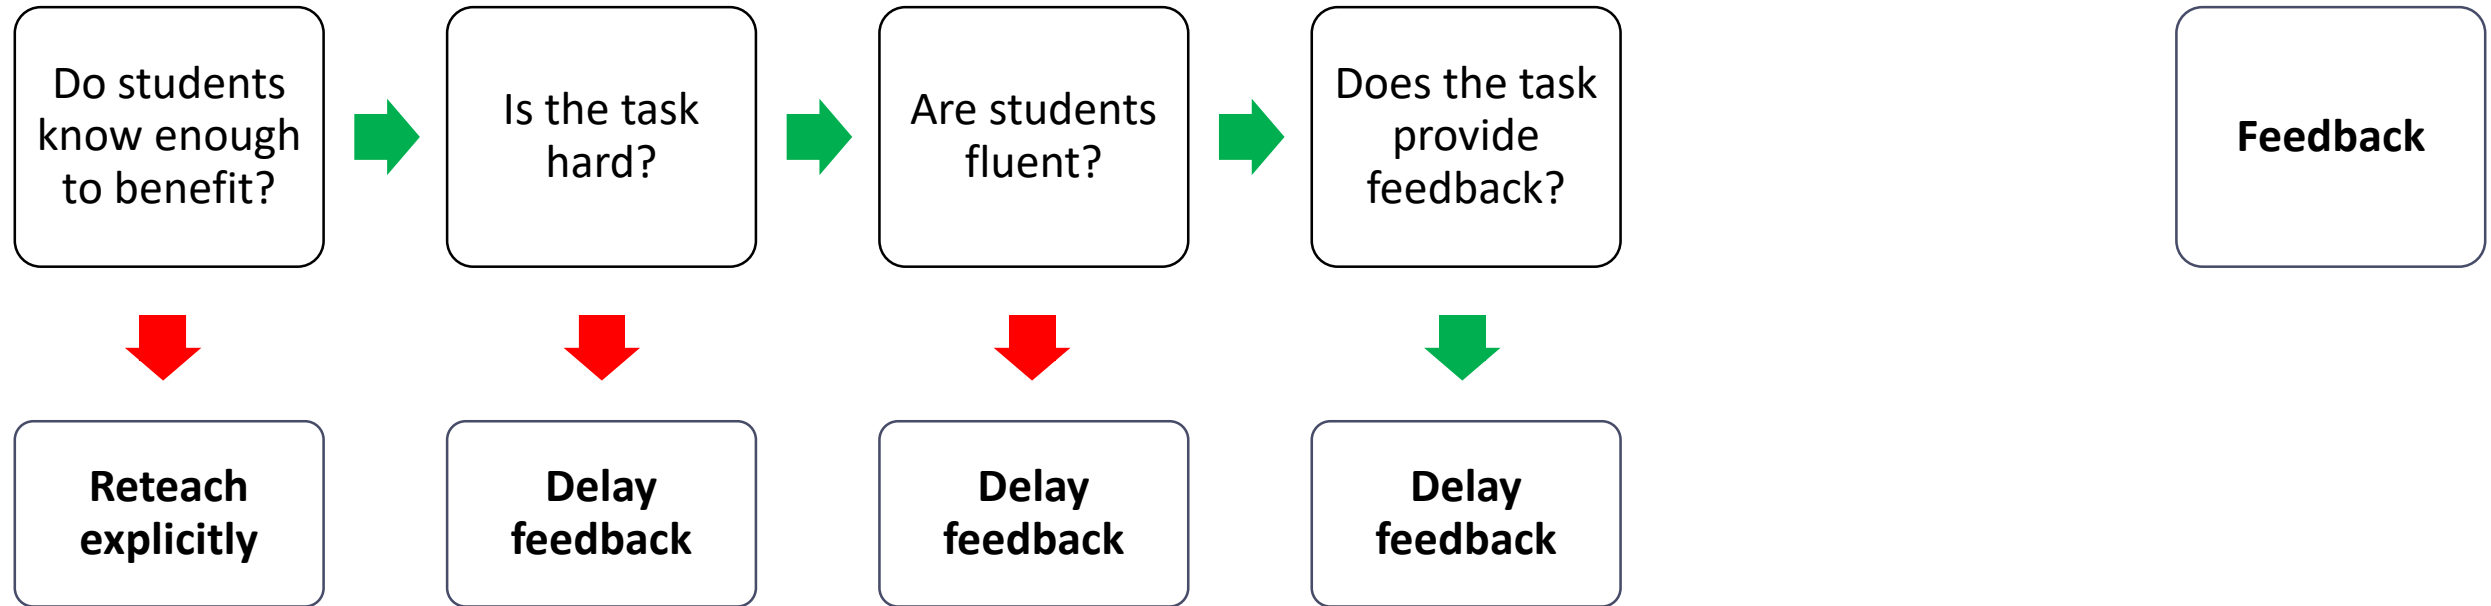 Do students
know enough
to benefit?
Is the task
hard?
Are students
fluent?
Does the task
provide
feedback?
Feedback
Reteach
explicitly
Delay
feedback
Delay
feedback
Delay
feedback